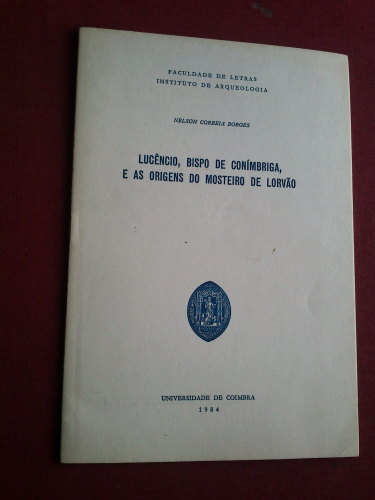 FACULDADE DE LETRAS
INSTITUTO DE ARQUEOLOGIA
NELSON CORREIA BORGES
LUCÊNCIO, BISPO DE CONÍMBRIGA,
E AS ORIGENS DO MOSTEIRO DE LORVÃO
UNIVERSIDADE DE COIMBRA
1984